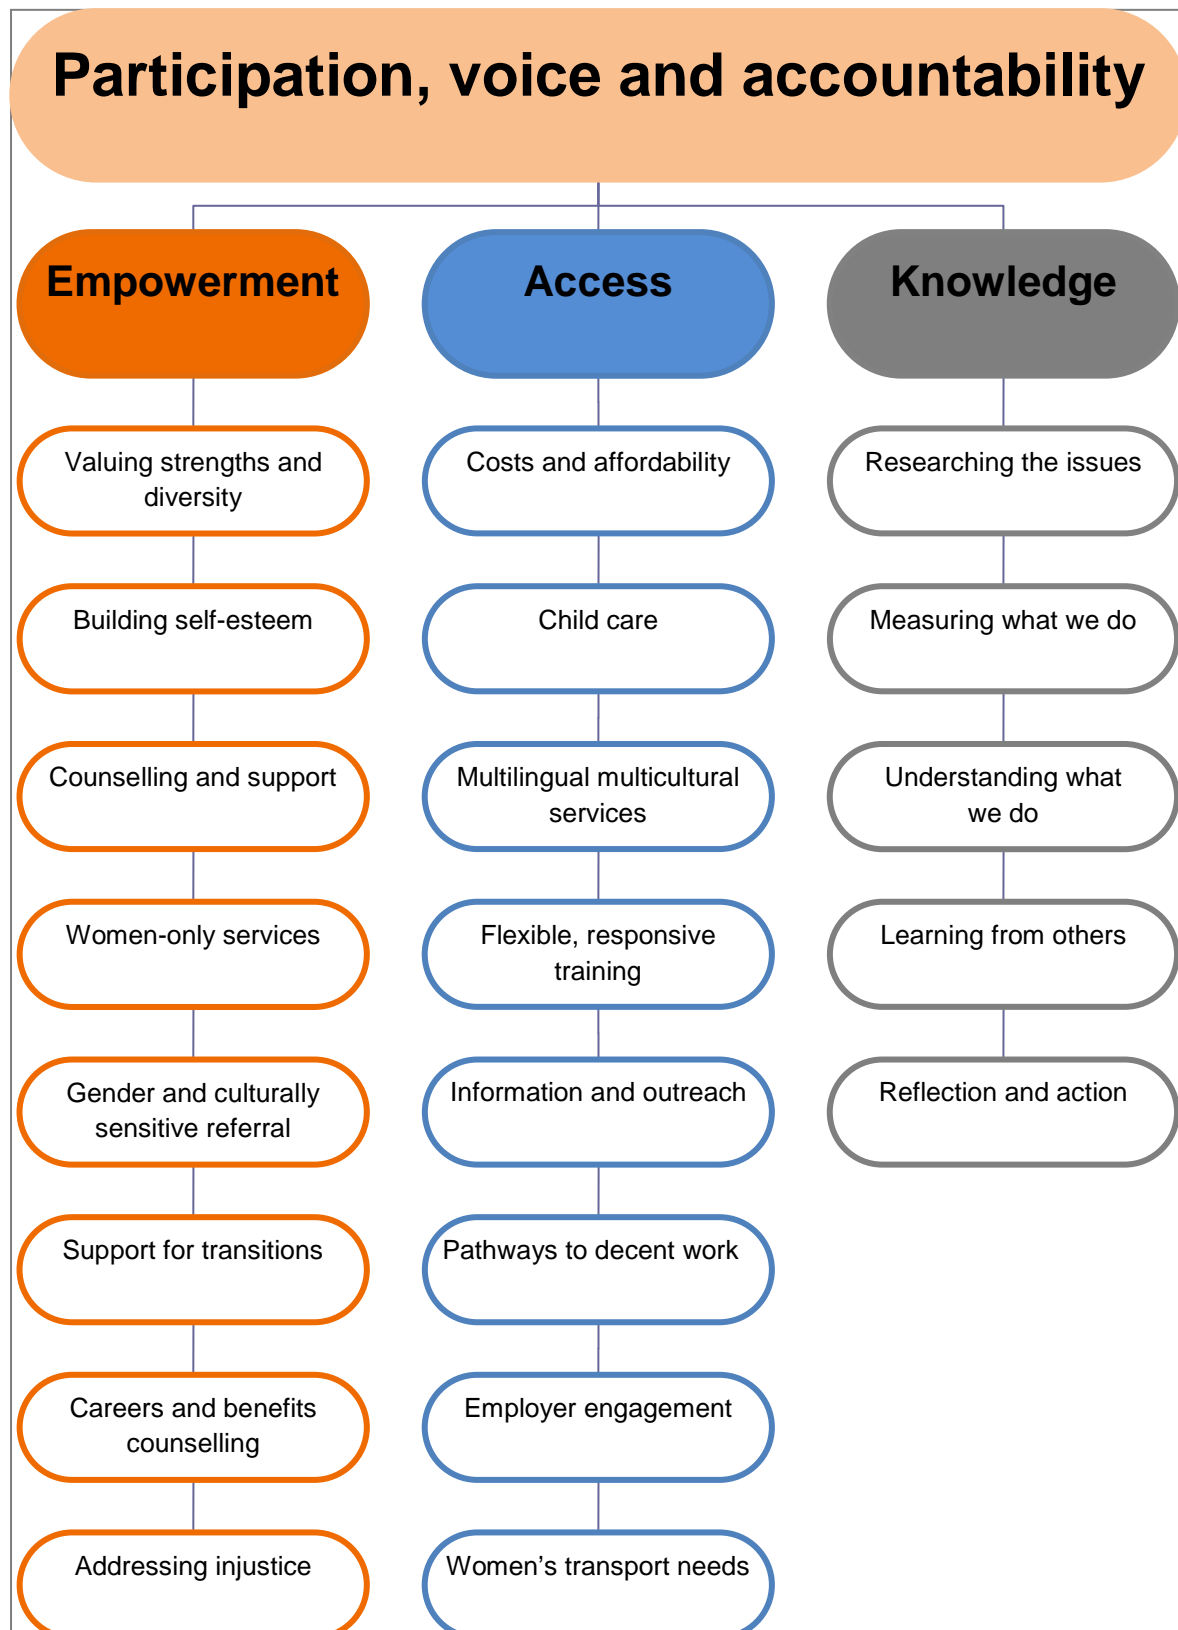 Participation, voice and accountability
Empowerment
Access
Knowledge
Valuing strengths and
diversity
Building self-esteem
Counselling and support
Women-only services
Gender and culturally
sensitive referral
Support for transitions
Careers and benefits
counselling
Addressing injustice
Costs and affordability
Child care
Multilingual multicultural
services
Flexible, responsive
training
Information and outreach
Pathways to decent work
Employer engagement
Women’s transport needs
Researching the issues
Measuring what we do
Understanding what
we do
Learning from others
Reflection and action